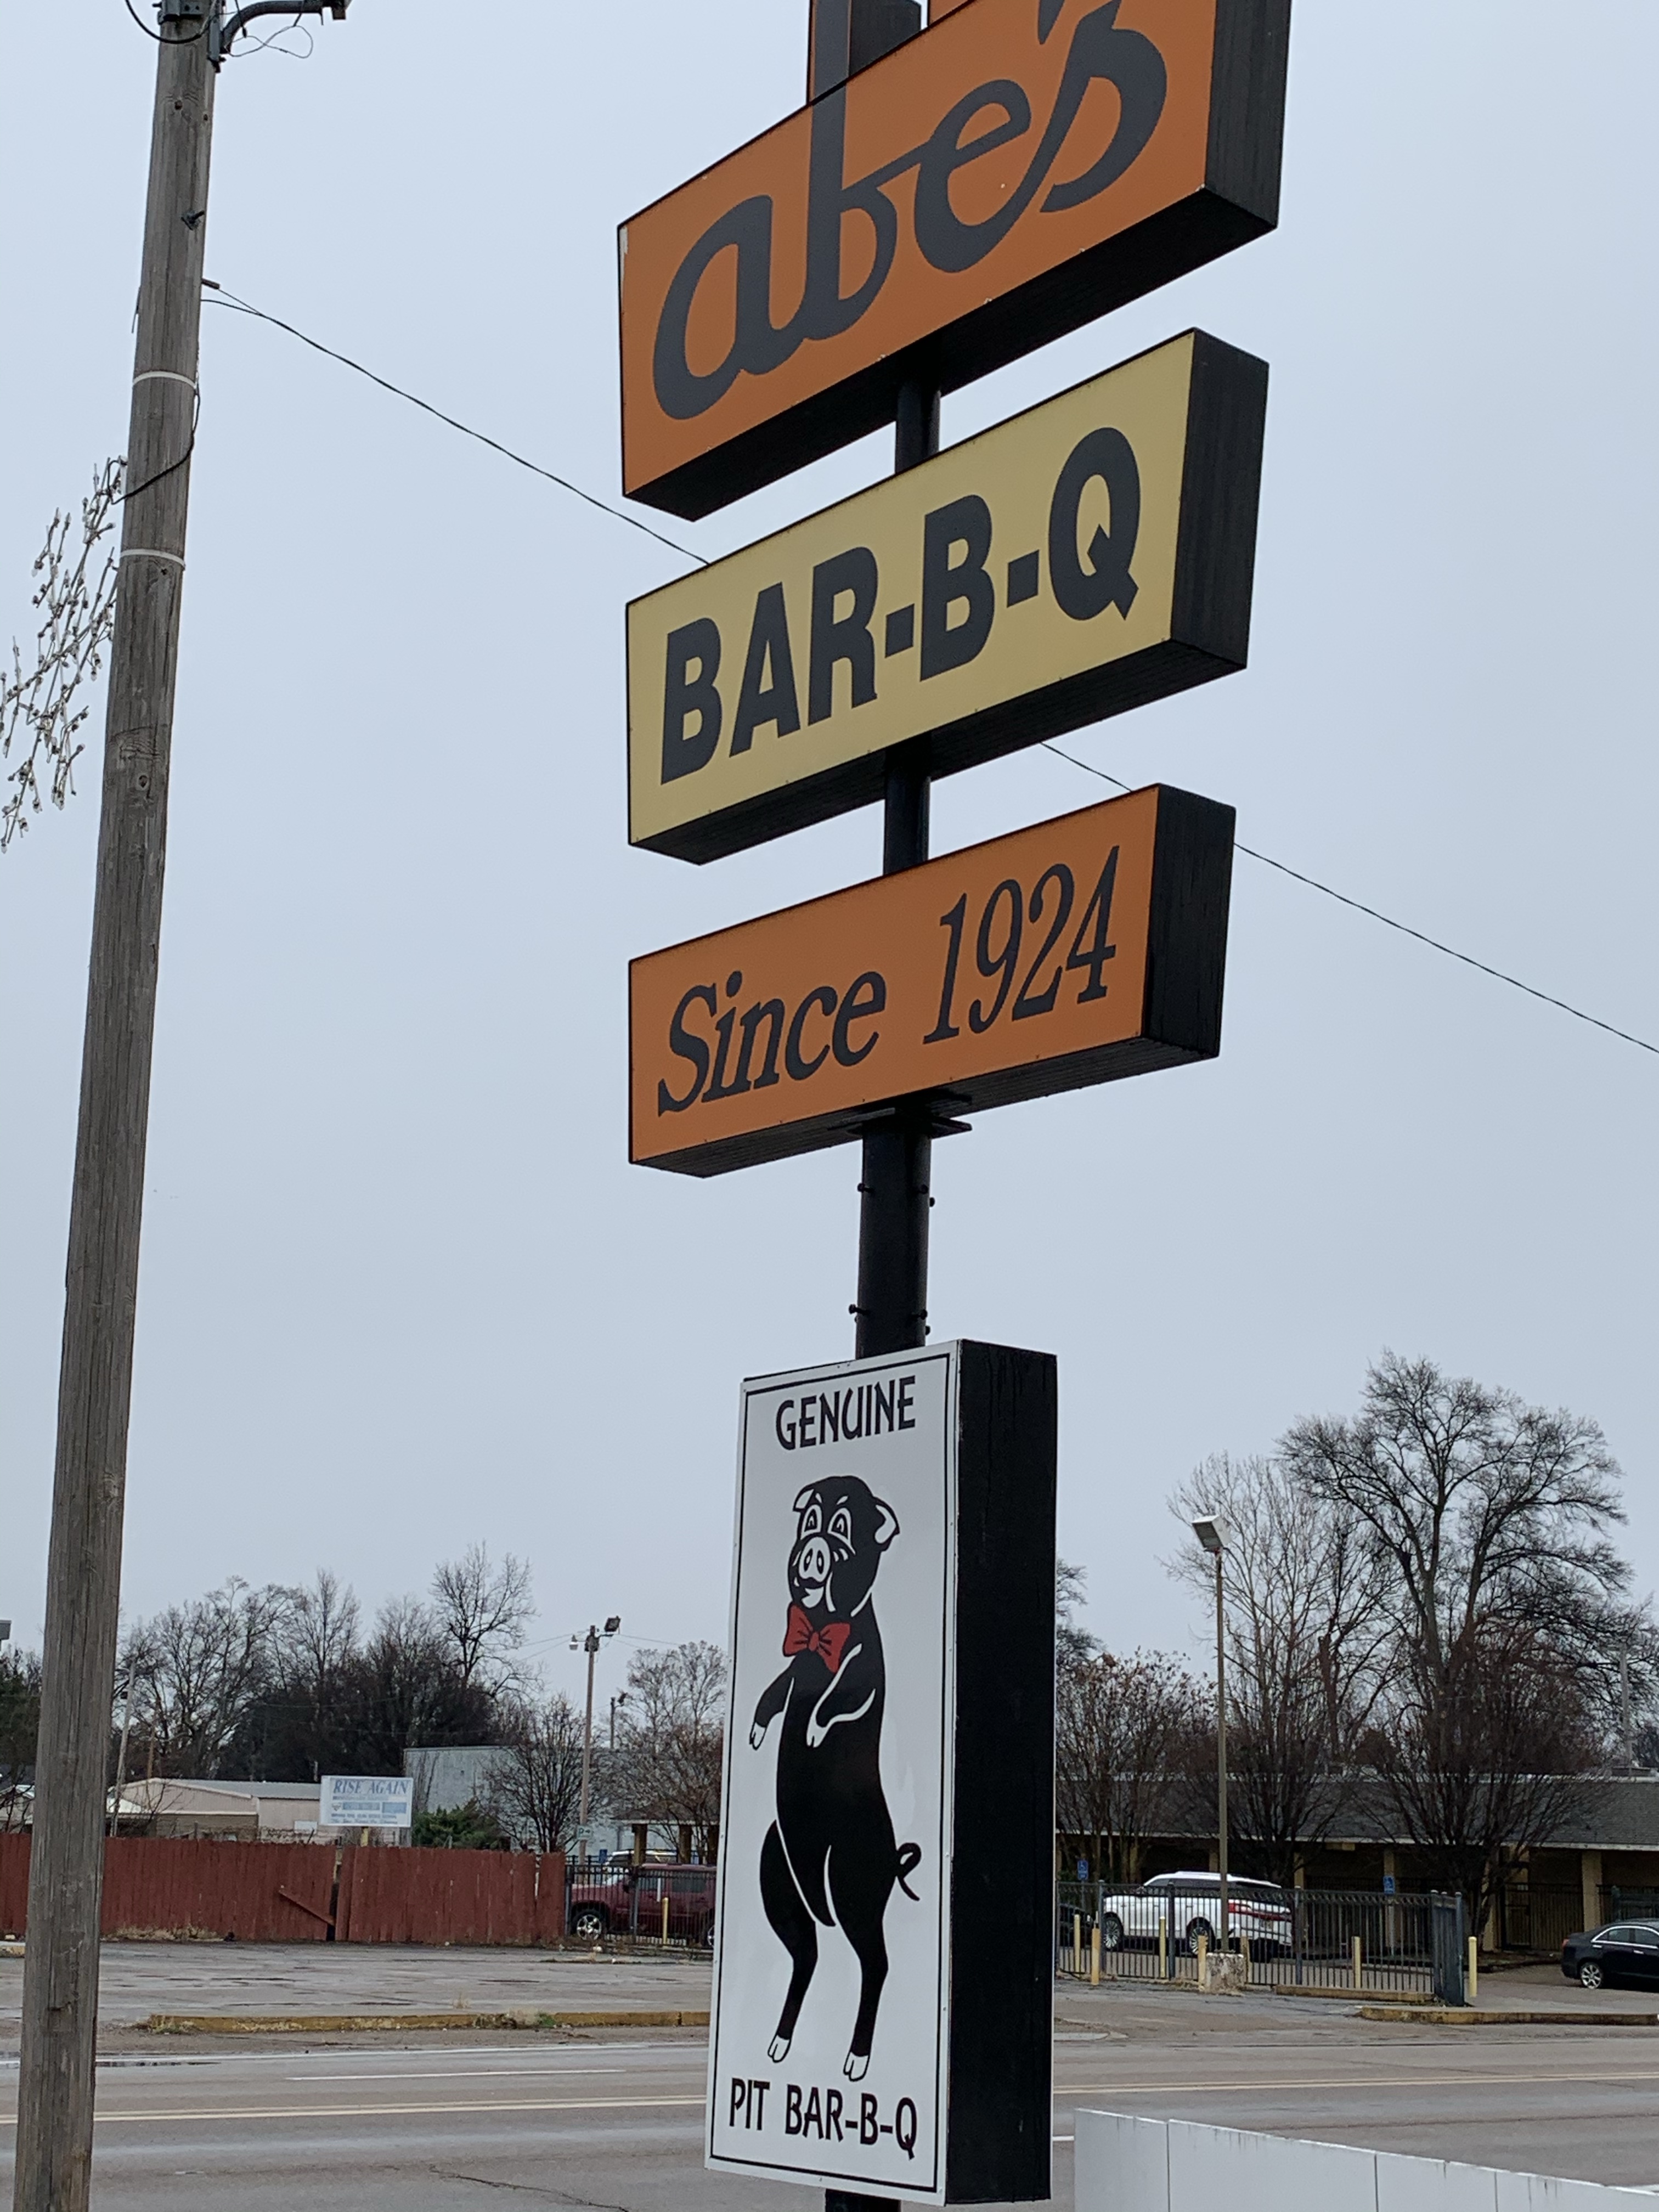 abe's
BAR-B-Q
Since 1924
GENUINE
PIT BAR-B-Q
RISE AGAIN